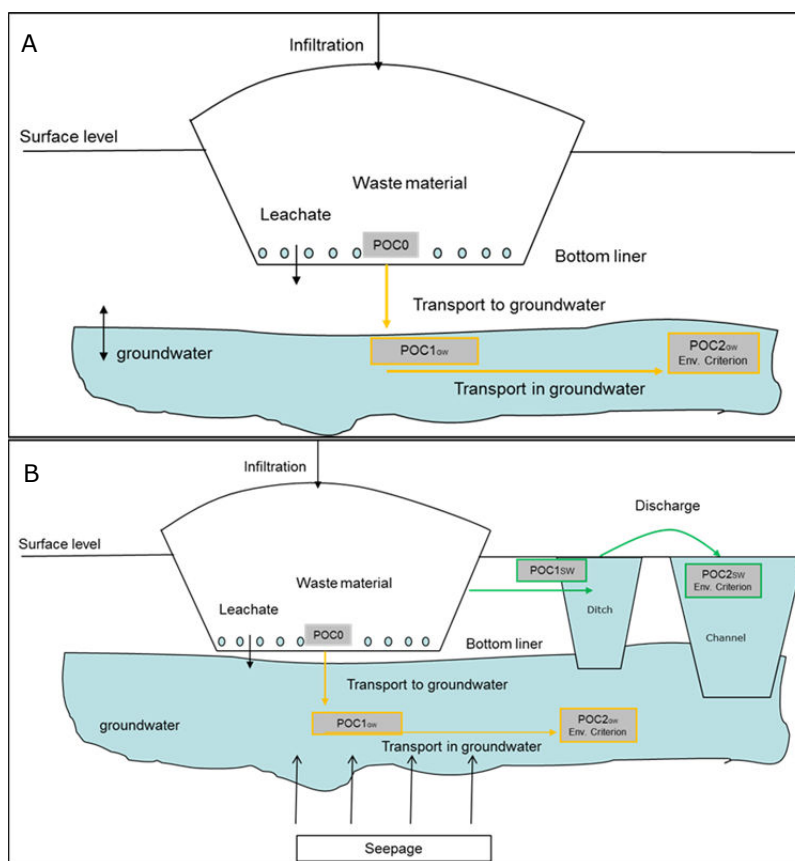 A
Infiltration
Surface level
Waste material
Leachate
POC0
Bottom liner
Transport to groundwater
groundwater
POC1GW
POC2GW
Env. Criterion
Transport in groundwater
B
Infiltration
Discharge
Surface level
POC1SW
POC2SW
Env. Criterion
Waste material
Ditch
Leachate
POC0
Channel
Bottom liner
Transport to groundwater
groundwater
POC1GW
POC2GW
Env. Criterion
Transport in groundwater
Seepage